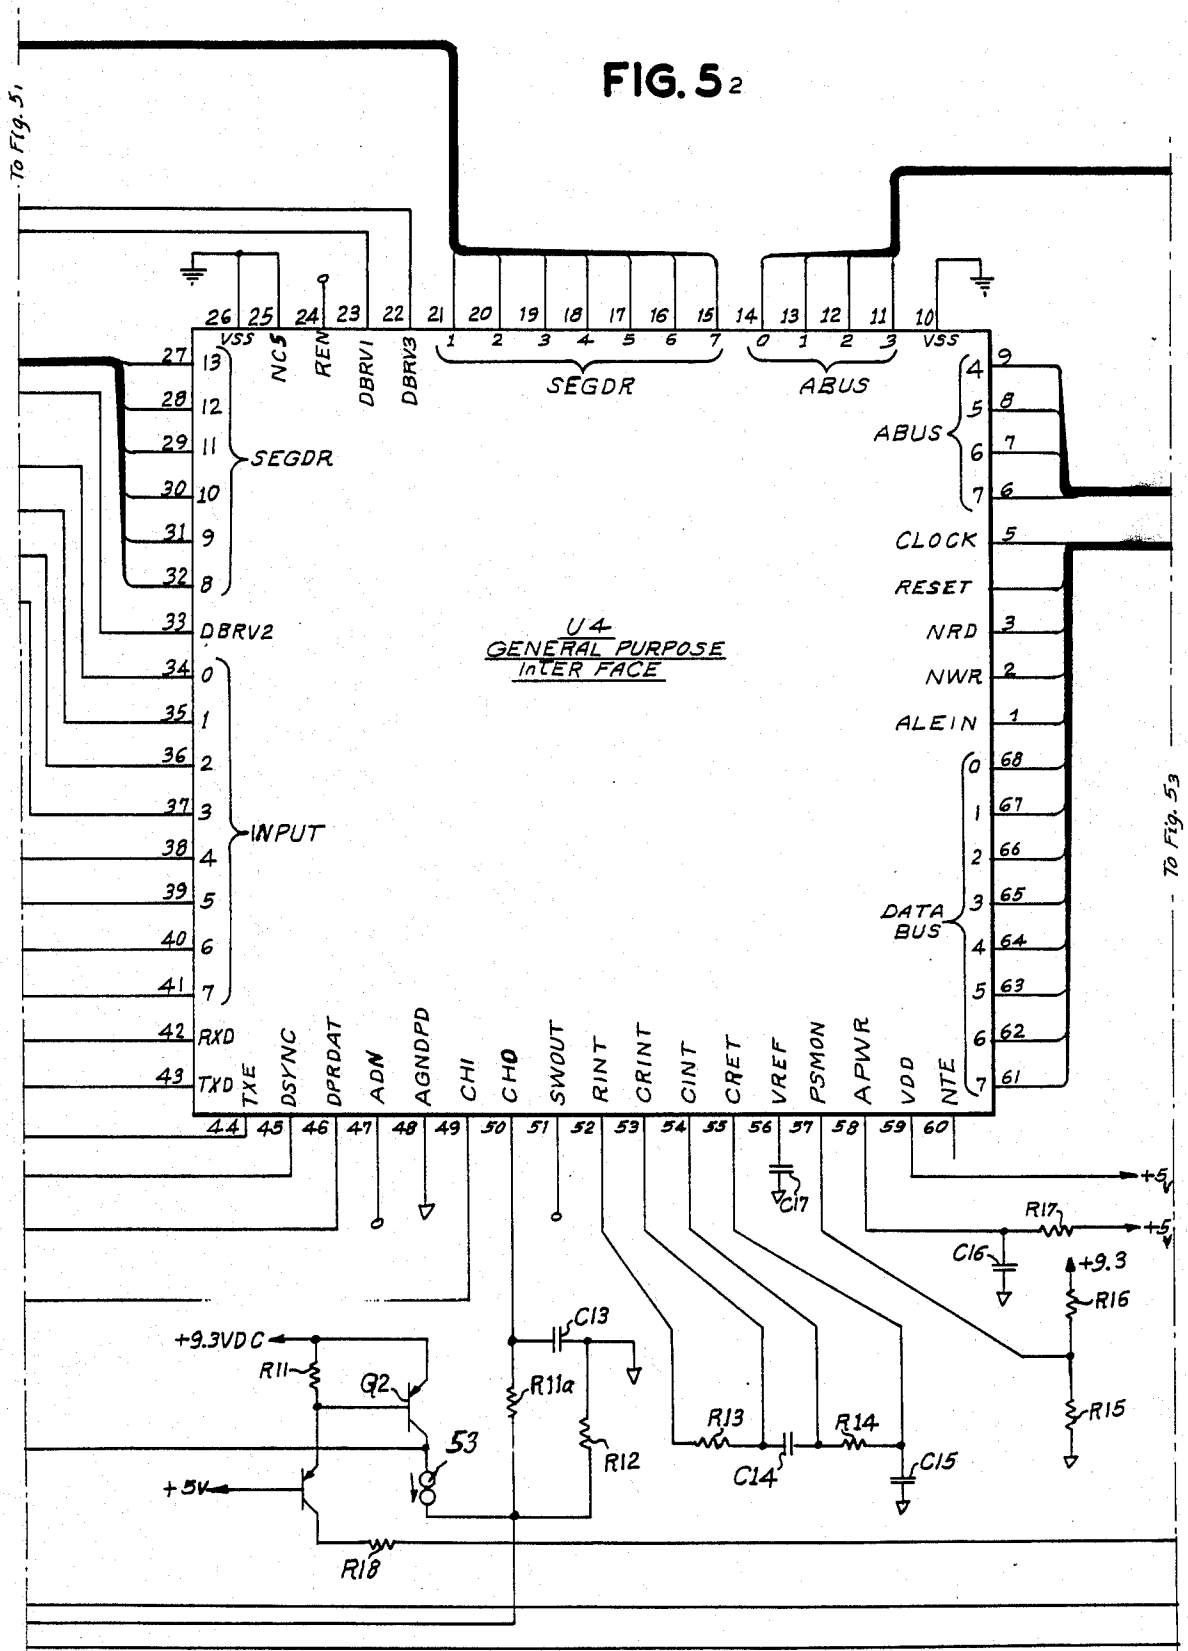 FIG. 5 2
To Fig. 5 1
26 25 24 23 22 21 20 19 18 17 16 15 14 13 12 11 10
VSS NC5 REN DBRV1 DBRV3 1 2 3 4 5 6 7 0 1 2 3 VSS
SEGDR ABUS
27 13
28 12
29 11
30 10
31 9
32 8
SEGDR
33 DBRV2
34 0
35 1
36 2
37 3
38 4
39 5
40 6
41 7
INPUT
42 RXD
43 TXD
U4
GENERAL PURPOSE
InTER FACE
4 9
5 8
6 7
7 6
ABUS
CLOCK 5
RESET
NRD 3
NWR 2
ALEIN 1
0 68
1 67
2 66
3 65
4 64
5 63
6 62
7 61
DATA
BUS
To Fig. 5 3
TXE DSYNC DPRDAT ADN AGNDPD CHI CHO SWOUT RINT CRINT CINT CRET VREF PSMON APWR VDD NTE
44 45 46 47 48 49 50 51 52 53 54 55 56 57 58 59 60
C17
+5V
R17
+5V
C16
+9.3
R16
C13
+9.3VDC
R11
Q2
R11a
R15
R13
R14
53
R12
C14
C15
+5V
R18